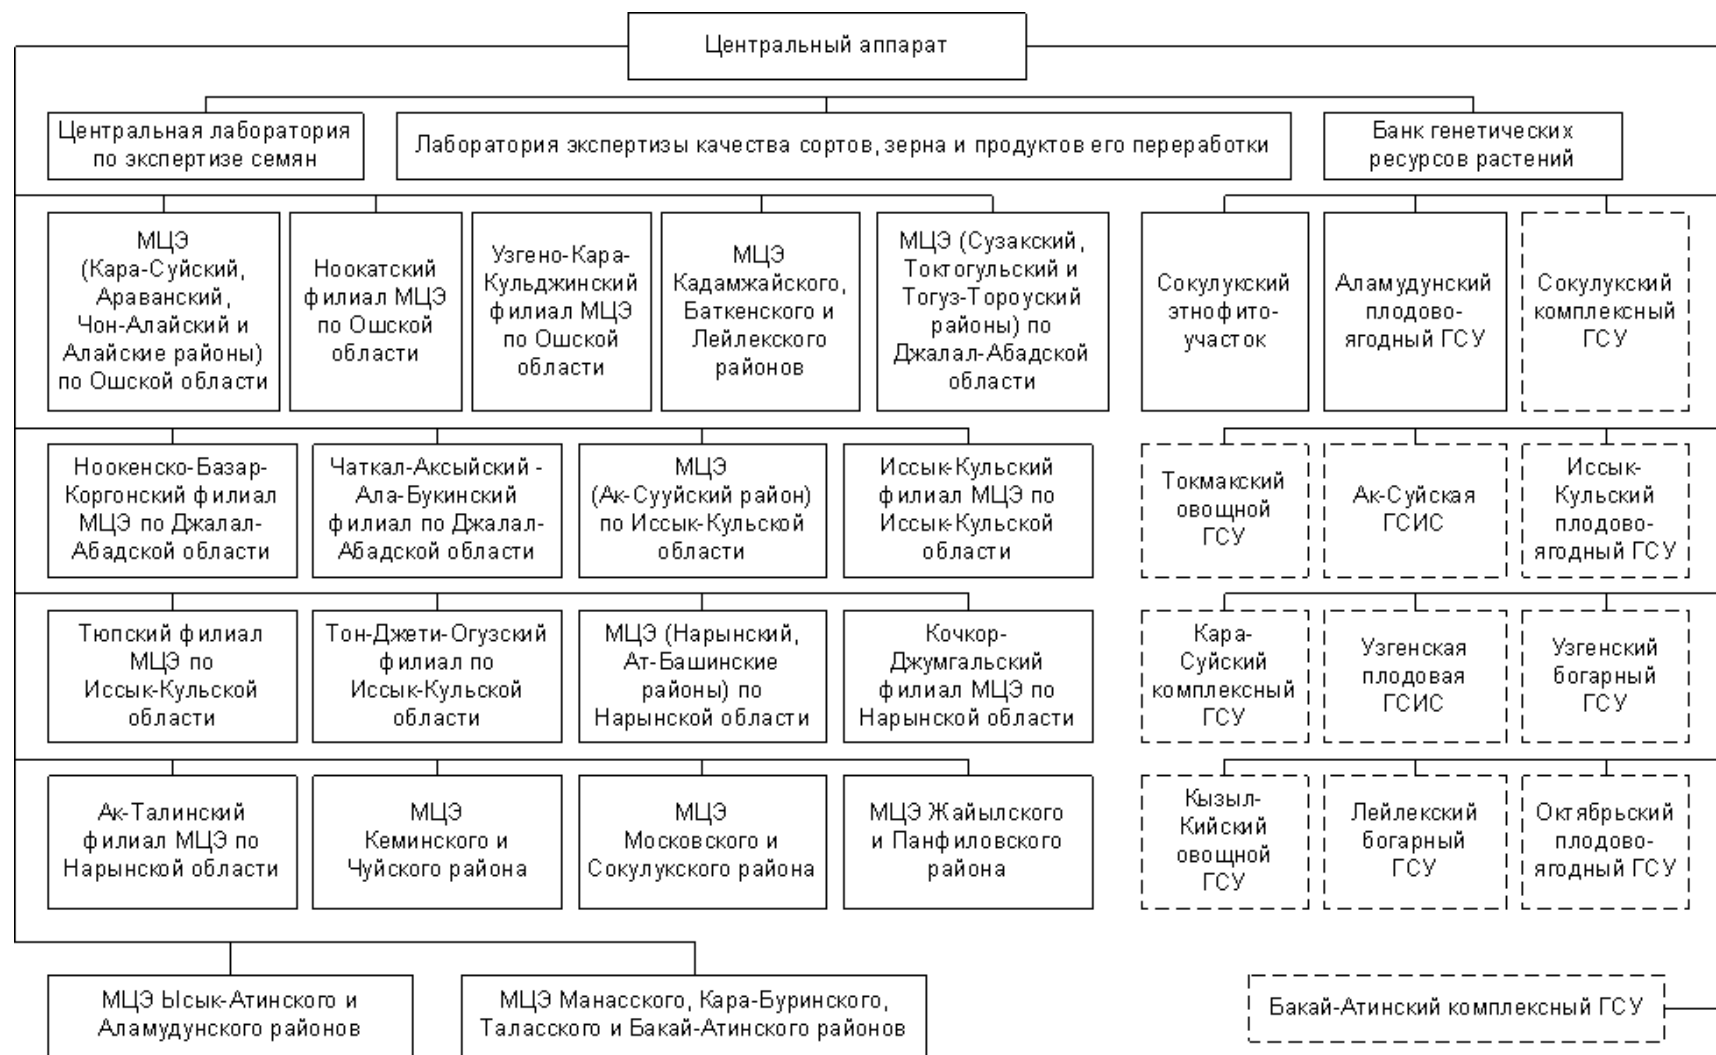 Центральный аппарат
Центральная лаборатория
по экспертизе семян
Лаборатория экспертизы качества сортов, зерна и продуктов его переработки
Банк генетических
ресурсов растений
МЦЭ
(Кара-Суйский,
Араванский,
Чон-Алайский и
Алайские районы)
по Ошской области
Ноокатский
филиал МЦЭ
по Ошской
области
Узгено-Кара-
Кульджинский
филиал МЦЭ
по Ошской
области
МЦЭ
Кадамжайского,
Баткенского и
Лейлекского
районов
МЦЭ (Сузакский,
Токтогульский и
Тогуз-Тороуский
районы) по
Джалал-Абадской
области
Сокулукский
этнофито-
участок
Аламудунский
плодово-
ягодный ГСУ
Сокулукский
комплексный
ГСУ
Ноокенско-Базар-
Коргонский филиал
МЦЭ по Джалал-
Абадской области
Чаткал-Аксыйский -
Ала-Букинский
филиал по Джалал-
Абадской области
МЦЭ
(Ак-Сууйский район)
по Иссык-Кульской
области
Иссык-Кульский
филиал МЦЭ по
Иссык-Кульской
области
Токмакский
овощной
ГСУ
Ак-Суйская
ГСИС
Иссык-
Кульский
плодово-
ягодный ГСУ
Тюпский филиал
МЦЭ по
Иссык-Кульской
области
Тон-Джети-Огузский
филиал по
Иссык-Кульской
области
МЦЭ (Нарынский,
Ат-Башинские
районы) по
Нарынской области
Кочкор-
Джумгальский
филиал МЦЭ по
Нарынской области
Кара-
Суйский
комплексный
ГСУ
Узгенская
плодовая
ГСИС
Узгенский
богарный
ГСУ
Ак-Талинский
филиал МЦЭ по
Нарынской области
МЦЭ
Кеминского и
Чуйского района
МЦЭ
Московского и
Сокулукского района
МЦЭ Жайылского
и Панфиловского
района
Кызыл-
Кийский
овощной
ГСУ
Лейлекский
богарный
ГСУ
Октябрьский
плодово-
ягодный ГСУ
МЦЭ Ысык-Атинского и
Аламудунского районов
МЦЭ Манасского, Кара-Буринского,
Таласского и Бакай-Атинского районов
Бакай-Атинский комплексный ГСУ